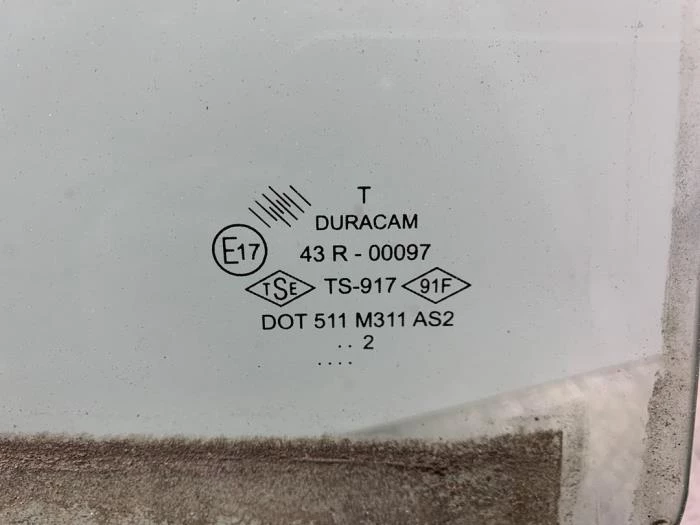 T
DURACAM
E17 43 R - 00097
TSE TS-917 91F
DOT 511 M311 AS2
.. 2
....